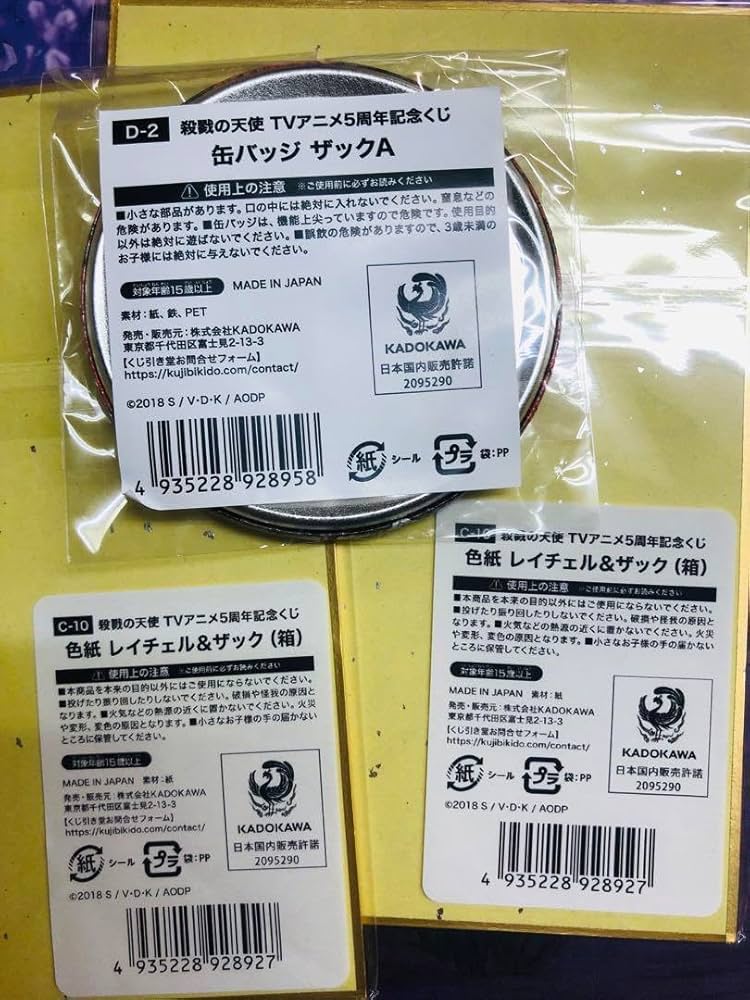 D-2 殺戮の天使 TVアニメ5周年記念くじ
缶バッジ ザックA
⚠使用上の注意 ※ご使用前に必ずお読みください
■小さな部品があります。口の中には絶対に入れないでください。窒息などの
危険があります。■缶バッジは、機能上尖っていますので危険です。使用目的
以外は絶対に遊ばないでください。■誤飲の危険がありますので、3歳未満の
お子様には絶対に与えないでください。
対象年齢15歳以上 MADE IN JAPAN
素材：紙、鉄、PET
発売・販売元：株式会社KADOKAWA
東京都千代田区富士見2-13-3
【くじ引き堂お問合せフォーム】
https://kujibikido.com/contact/
©2018 S / V・D・K / AODP
KADOKAWA
日本国内販売許諾
2095290
4 935228 928958
紙 シール プラ 袋：PP
C-10 殺戮の天使 TVアニメ5周年記念くじ
色紙 レイチェル&ザック（箱）
⚠使用上の注意 ※ご使用前に必ずお読みください
■本商品を本来の目的以外にはご使用にならないでください。
■投げたり振り回したりしないでください。破損や怪我の原因と
なります。■火気などの熱源の近くに置かないでください。火災
や変形、変色の原因となります。■小さなお子様の手の届かない
ところに保管してください。
対象年齢15歳以上
MADE IN JAPAN 素材：紙
発売・販売元：株式会社KADOKAWA
東京都千代田区富士見2-13-3
【くじ引き堂お問合せフォーム】
https://kujibikido.com/contact/
紙 シール プラ 袋：PP
©2018 S / V・D・K / AODP
KADOKAWA
日本国内販売許諾
2095290
4 935228 928927
C-10 殺戮の天使 TVアニメ5周年記念くじ
色紙 レイチェル&ザック（箱）
⚠使用上の注意 ※ご使用前に必ずお読みください
■本商品を本来の目的以外にはご使用にならないでください。
■投げたり振り回したりしないでください。破損や怪我の原因と
なります。■火気などの熱源の近くに置かないでください。火災
や変形、変色の原因となります。■小さなお子様の手の届かない
ところに保管してください。
対象年齢15歳以上
MADE IN JAPAN 素材：紙
発売・販売元：株式会社KADOKAWA
東京都千代田区富士見2-13-3
【くじ引き堂お問合せフォーム】
https://kujibikido.com/contact/
紙 シール プラ 袋：PP
©2018 S / V・D・K / AODP
KADOKAWA
日本国内販売許諾
2095290
4 935228 928927